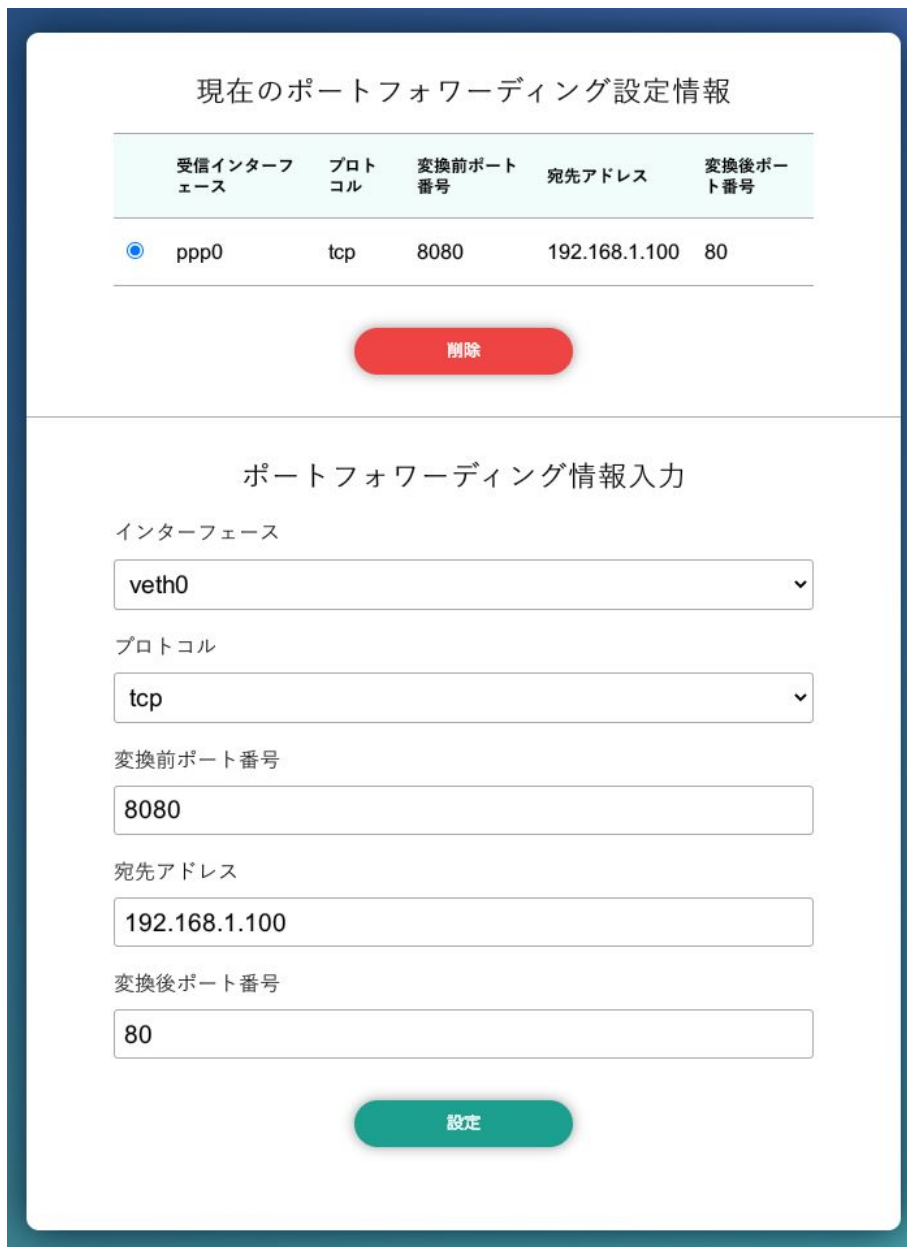 現在のポートフォワーディング設定情報
受信インターフ
ェース
プロト
コル
変換前ポート
番号
宛先アドレス
変換後ポー
ト番号
ppp0
tcp
8080
192.168.1.100
80
削除
ポートフォワーディング情報入力
インターフェース
veth0
プロトコル
tcp
変換前ポート番号
8080
宛先アドレス
192.168.1.100
変換後ポート番号
80
設定